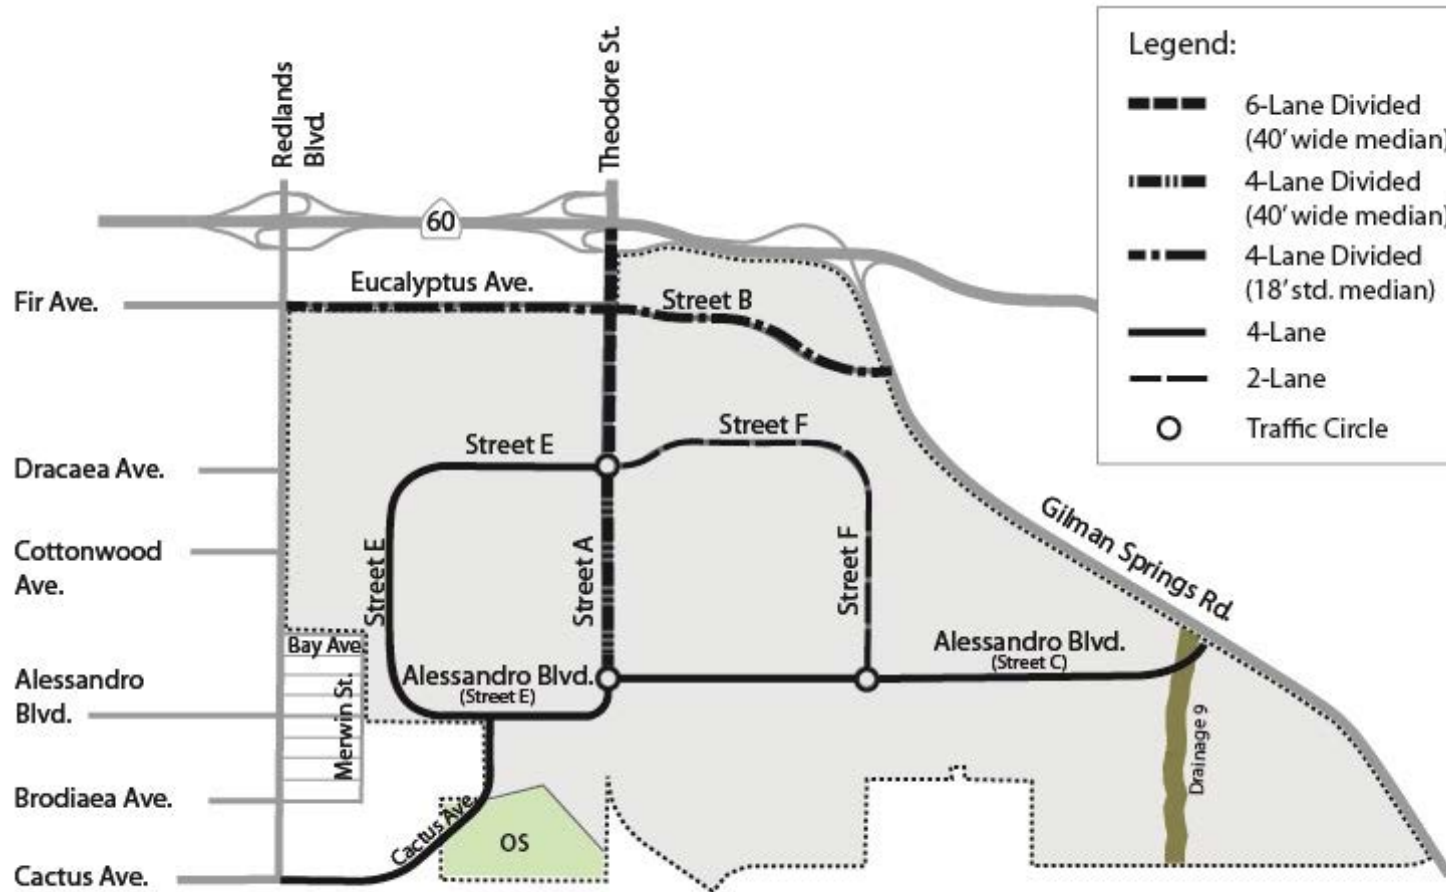 Redlands
Blvd.
Theodore St.
Legend:
6-Lane Divided
(40' wide median)
4-Lane Divided
(40' wide median)
4-Lane Divided
(18' std. median)
4-Lane
2-Lane
Traffic Circle
60
Fir Ave.
Eucalyptus Ave.
Street B
Street F
Street E
Dracaea Ave.
Cottonwood
Ave.
Street E
Street A
Street F
Gilman Springs Rd.
Bay Ave.
Merwin St.
Alessandro Blvd.
(Street E)
Alessandro Blvd.
(Street C)
Alessandro
Blvd.
Drainage 9
Brodiaea Ave.
Cactus Ave.
OS
Cactus Ave.